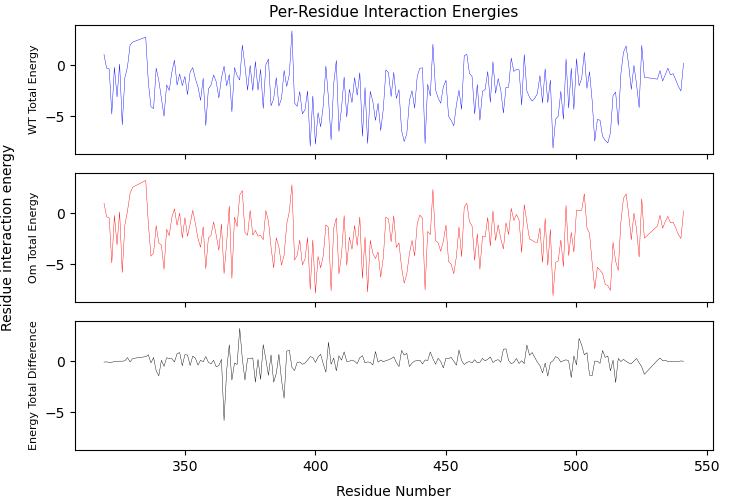 Per-Residue Interaction Energies
Residue interaction energy
WT Total Energy
0
−5
Om Total Energy
0
−5
Energy Total Difference
0
−5
350
400
450
500
550
Residue Number